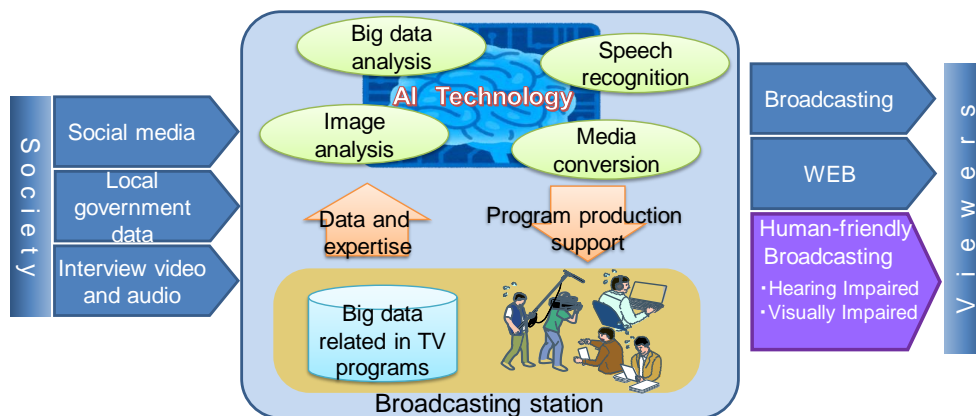 Society
Social media
Local
government
data
Interview video
and audio
Big data
analysis
Speech
recognition
AI Technology
Image
analysis
Media
conversion
Data and
expertise
Program production
support
Big data
related in TV
programs
Broadcasting station
Broadcasting
WEB
Human-friendly
Broadcasting
・Hearing Impaired
・Visually Impaired
Viewers